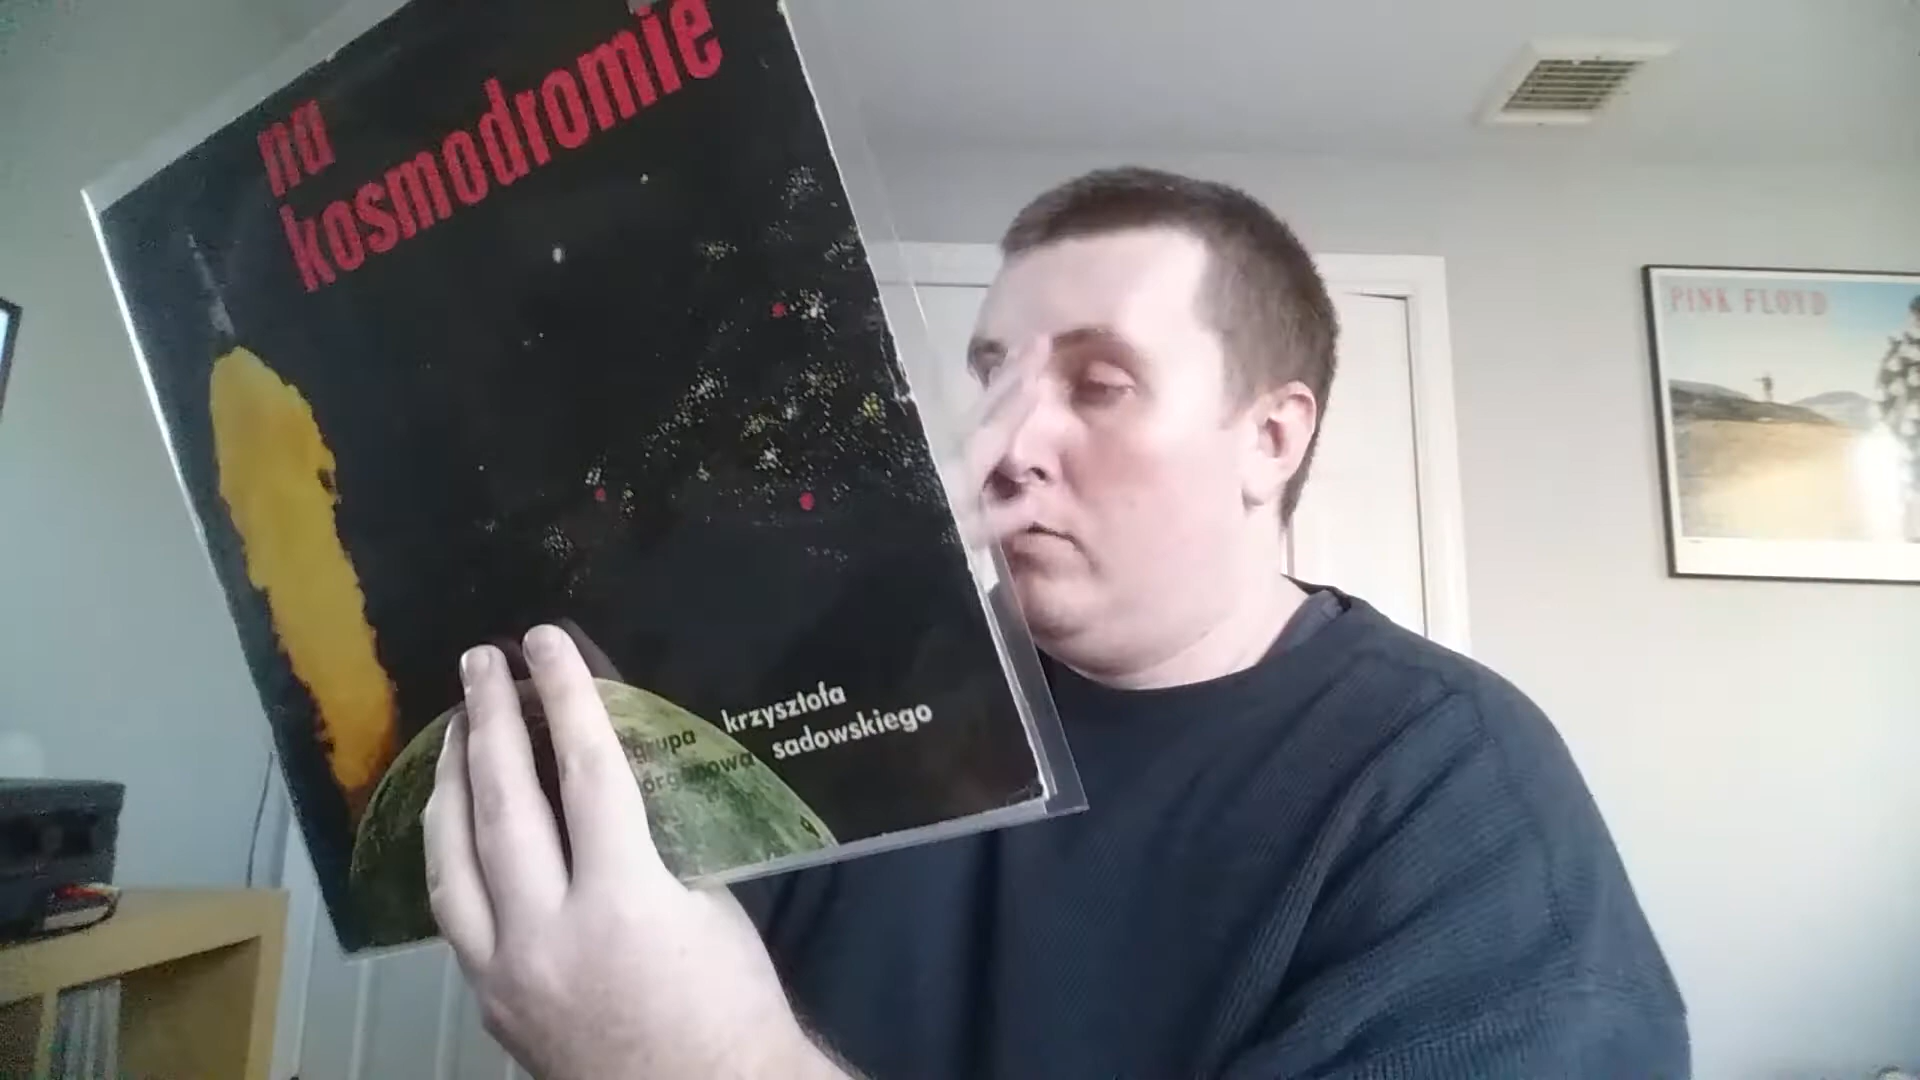 na
kosmodromie
grupa krzysztofa
organowa sadowskiego
PINK FLOYD